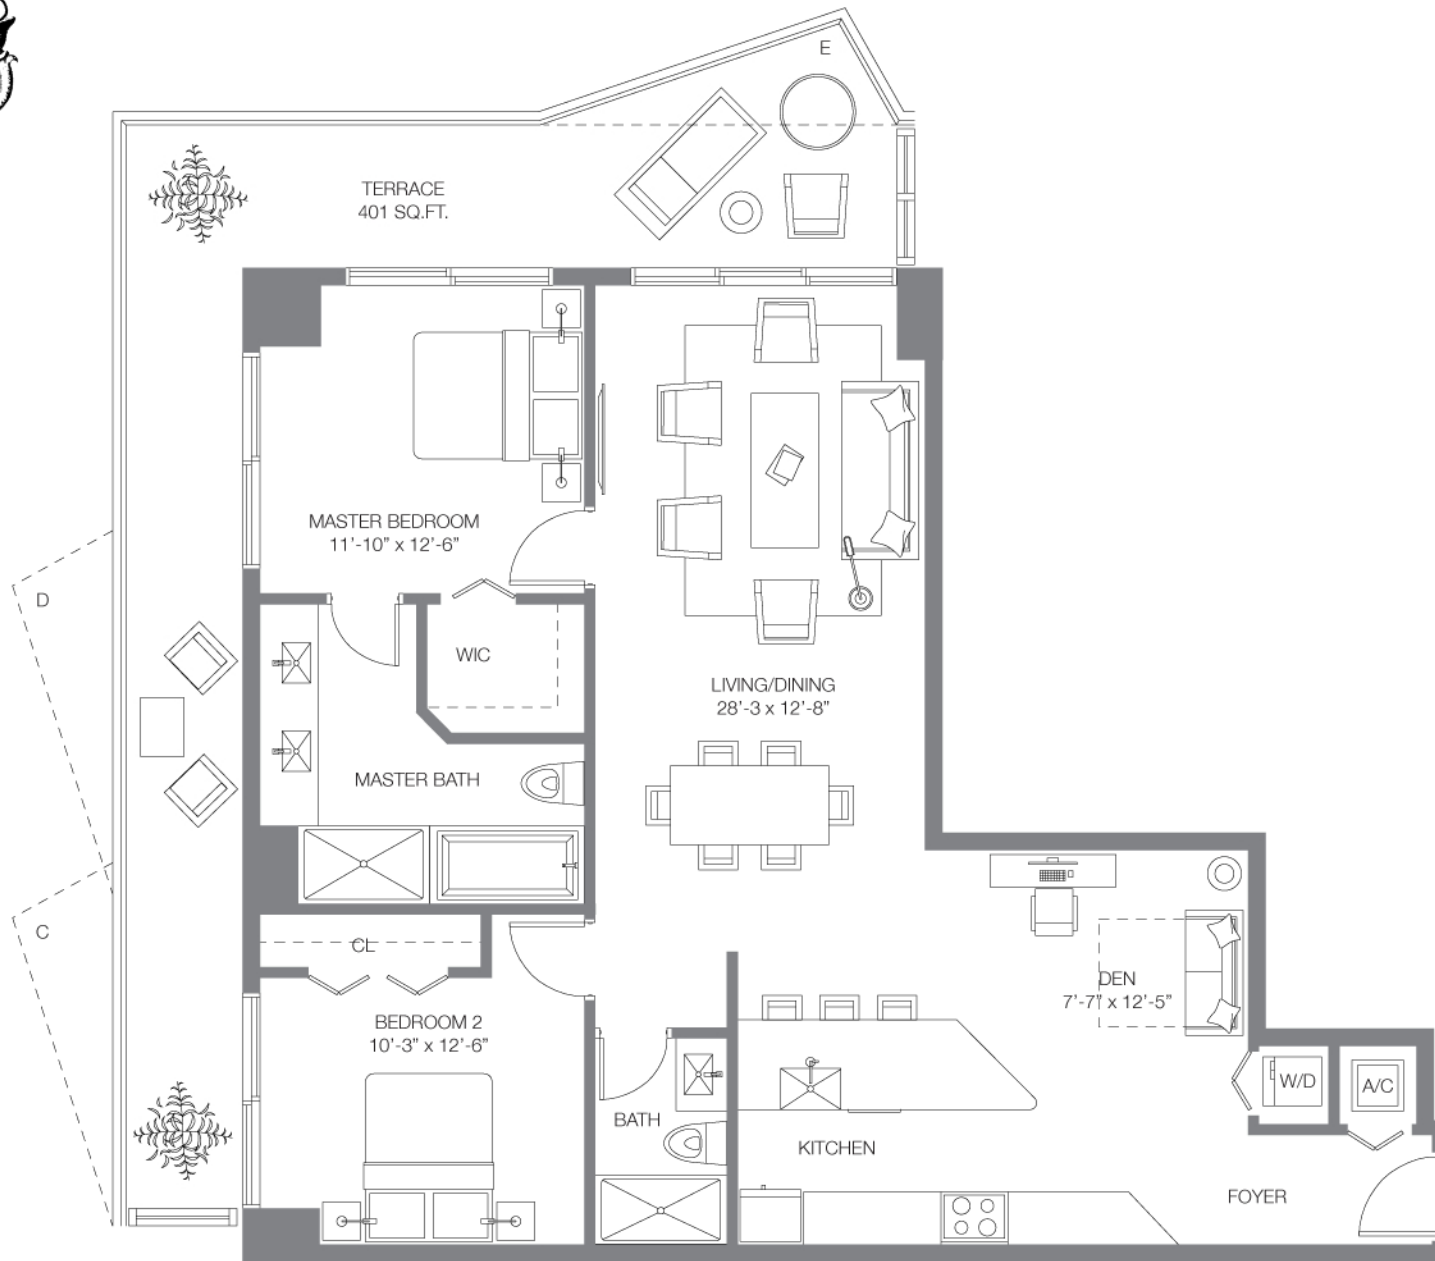 E
TERRACE
401 SQ.FT.
MASTER BEDROOM
11’-10” x 12’-6”
D
WIC
LIVING/DINING
28’-3 x 12’-8”
MASTER BATH
C
CL
DEN
7’-7” x 12’-5”
BEDROOM 2
10’-3” x 12’-6”
W/D
A/C
BATH
KITCHEN
FOYER